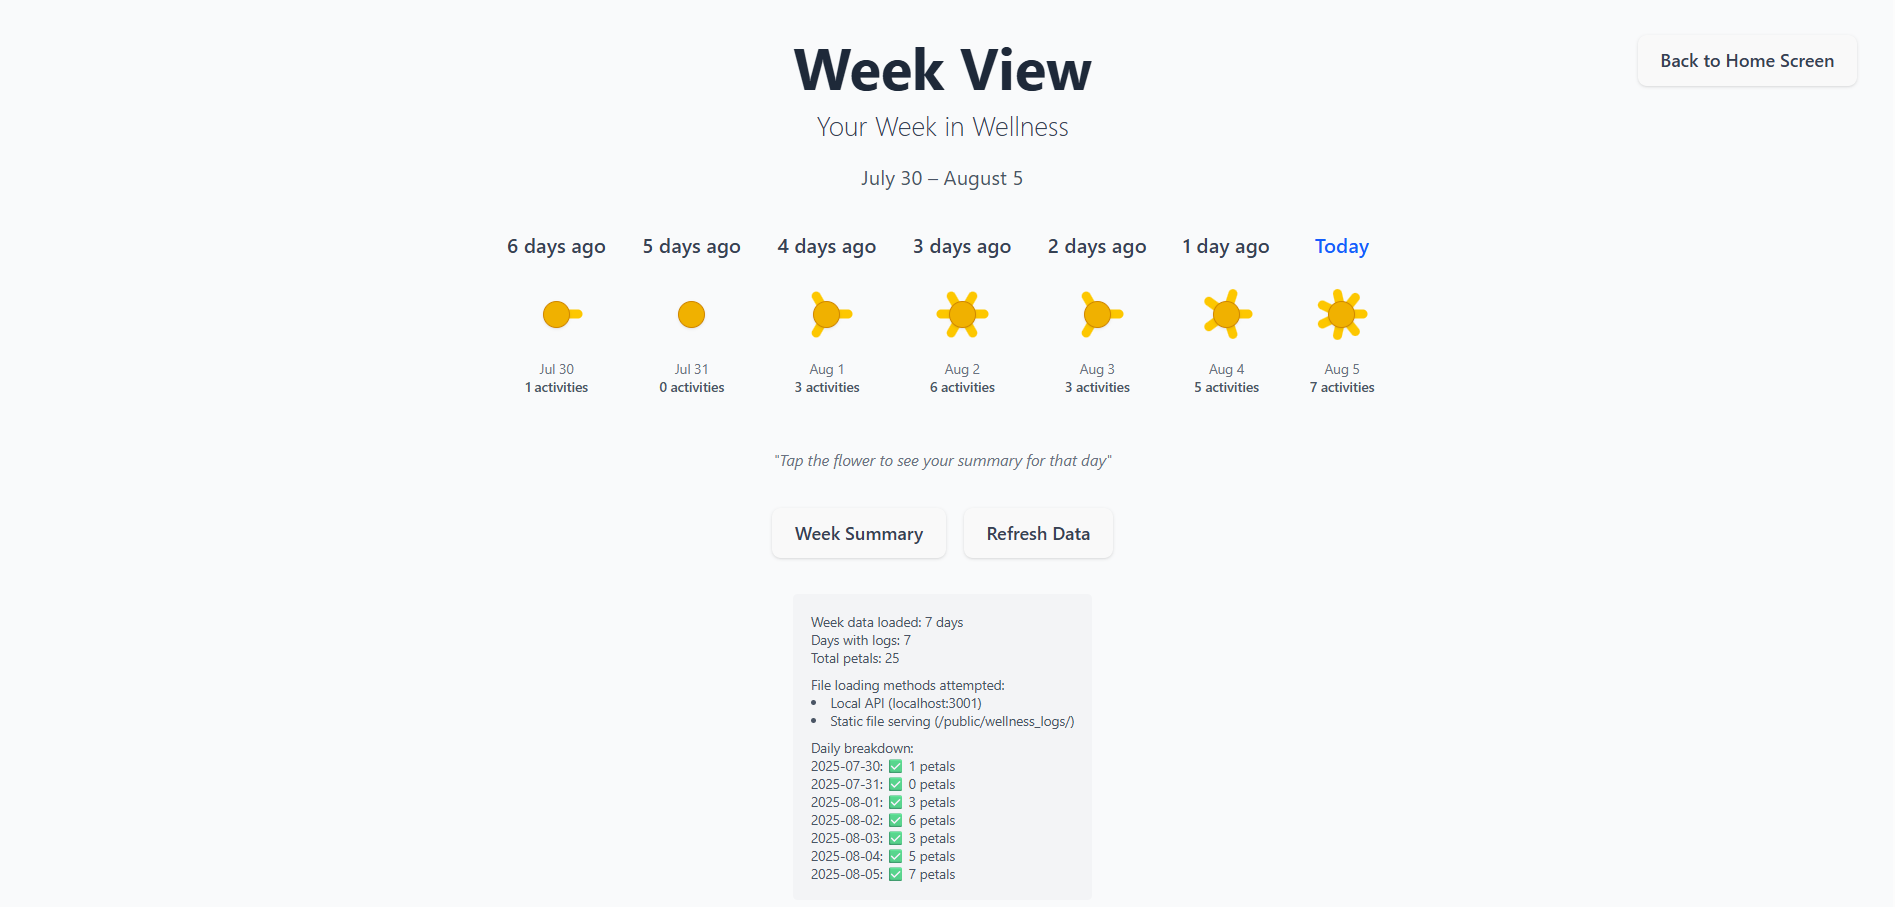 Week View
Back to Home Screen
Your Week in Wellness
July 30 – August 5
6 days ago
5 days ago
4 days ago
3 days ago
2 days ago
1 day ago
Today
Jul 30
1 activities
Jul 31
0 activities
Aug 1
3 activities
Aug 2
6 activities
Aug 3
3 activities
Aug 4
5 activities
Aug 5
7 activities
"Tap the flower to see your summary for that day"
Week Summary
Refresh Data
Week data loaded: 7 days
Days with logs: 7
Total petals: 25
File loading methods attempted:
• Local API (localhost:3001)
• Static file serving (/public/wellness_logs/)
Daily breakdown:
2025-07-30: ✅ 1 petals
2025-07-31: ✅ 0 petals
2025-08-01: ✅ 3 petals
2025-08-02: ✅ 6 petals
2025-08-03: ✅ 3 petals
2025-08-04: ✅ 5 petals
2025-08-05: ✅ 7 petals